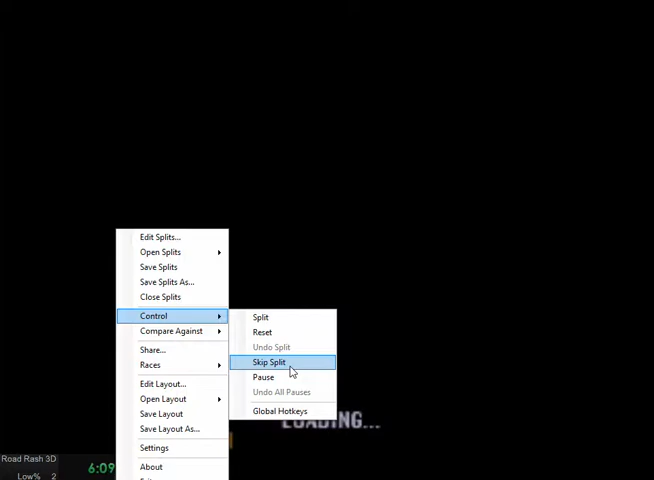 Edit Splits...
Open Splits
Save Splits
Save Splits As...
Close Splits
Control
Compare Against
Share...
Races
Edit Layout...
Open Layout
Save Layout
Save Layout As...
Settings
About
Split
Reset
Undo Split
Skip Split
Pause
Undo All Pauses
Global Hotkeys
LOADING...
Road Rash 3D
Low% 2
6:09